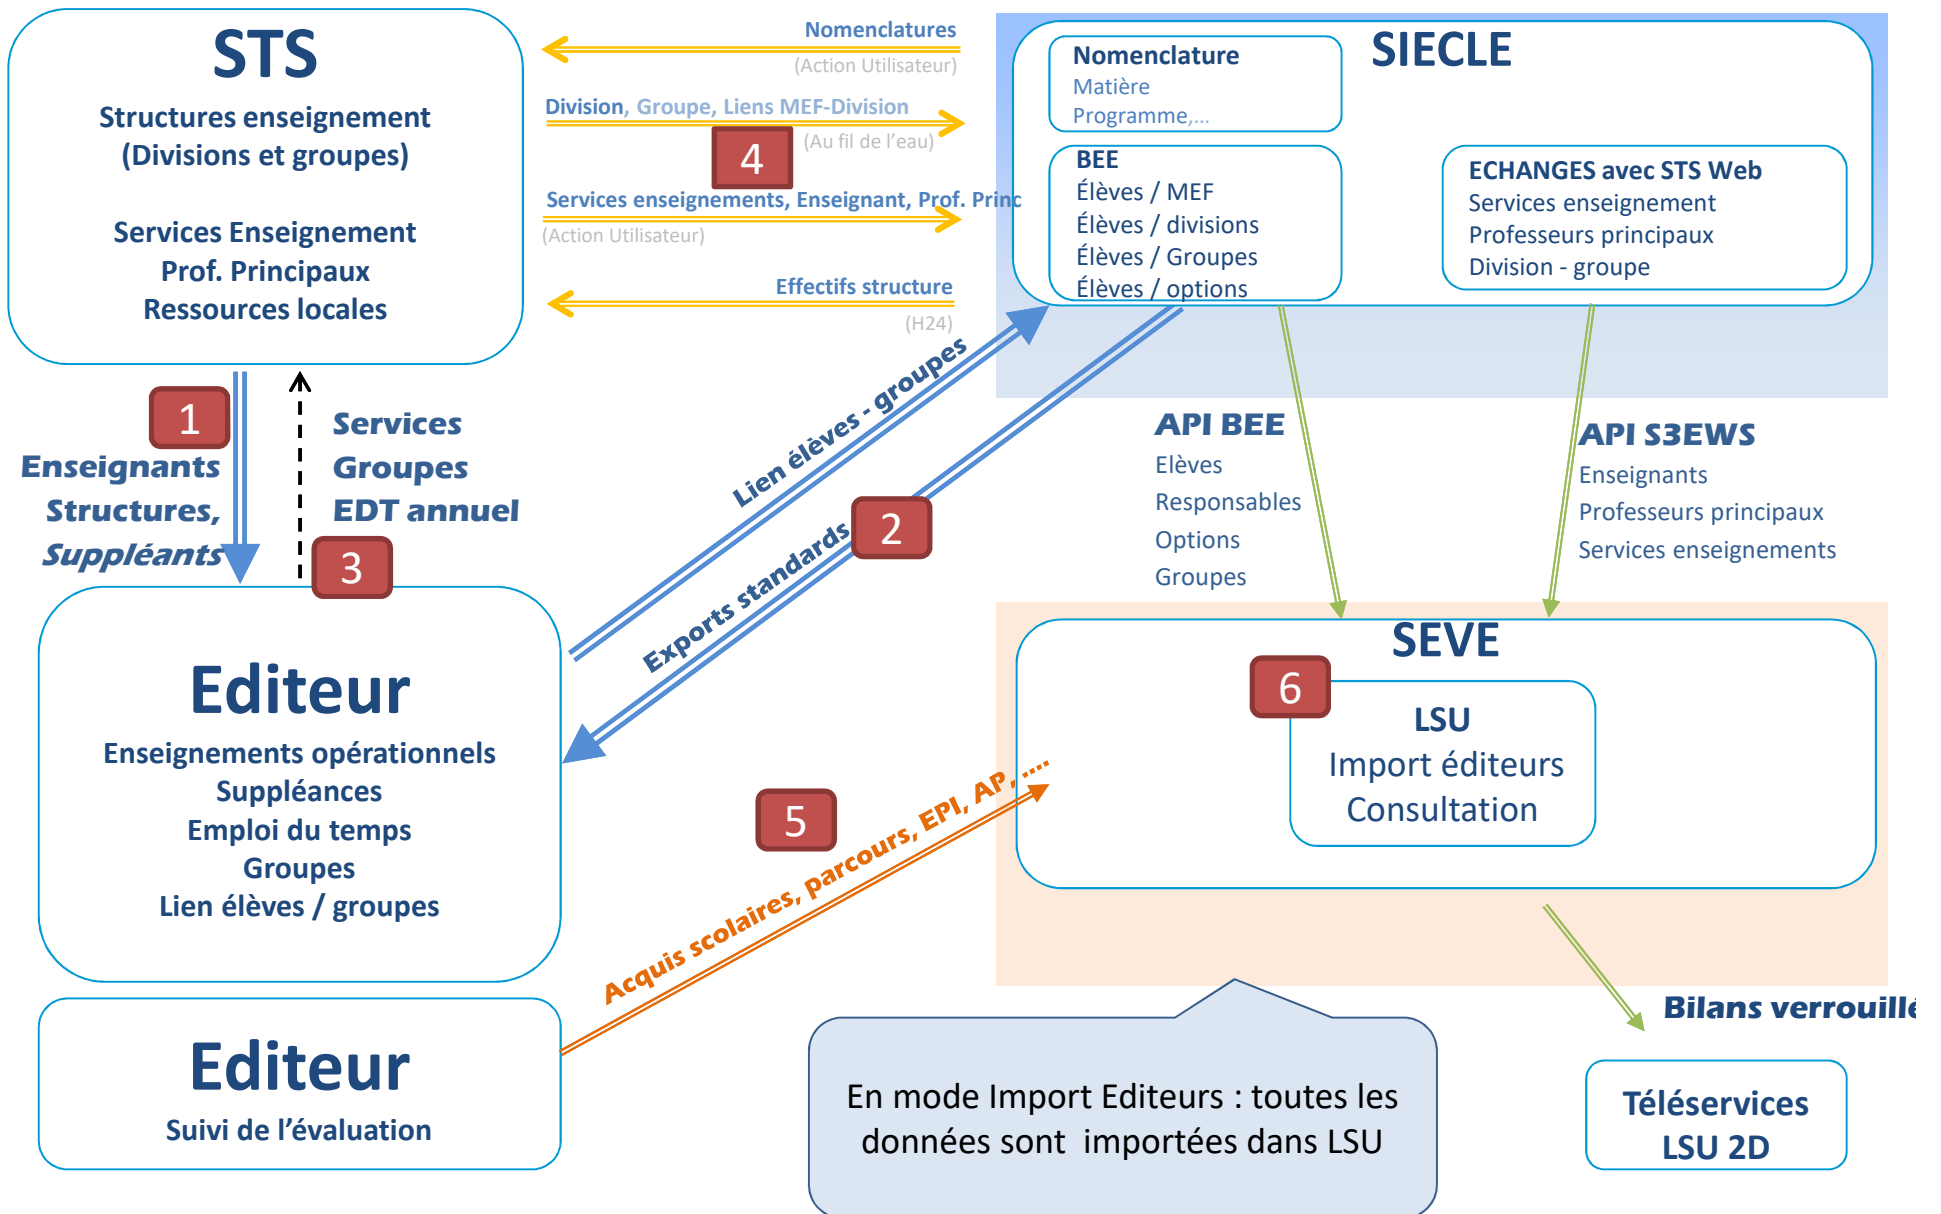 STS
Structures enseignement
(Divisions et groupes)
Services Enseignement
Prof. Principaux
Ressources locales
Nomenclatures
(Action Utilisateur)
Division, Groupe, Liens MEF-Division
(Au fil de l'eau)
4
Services enseignements, Enseignant, Prof. Princ
(Action Utilisateur)
Effectifs structure
(H24)
SIECLE
Nomenclature
Matière
Programme,...
BEE
Élèves / MEF
Élèves / divisions
Élèves / Groupes
Élèves / options
ECHANGES avec STS Web
Services enseignement
Professeurs principaux
Division - groupe
1
Enseignants
Structures,
Suppléants
Services
Groupes
EDT annuel
3
Lien élèves - groupes
Exports standards
2
API BEE
Elèves
Responsables
Options
Groupes
API S3EWS
Enseignants
Professeurs principaux
Services enseignements
Editeur
Enseignements opérationnels
Suppléances
Emploi du temps
Groupes
Lien élèves / groupes
SEVE
6
LSU
Import éditeurs
Consultation
5
Acquis scolaires, parcours, EPI, AP, ....
Editeur
Suivi de l'évaluation
En mode Import Editeurs : toutes les
données sont importées dans LSU
Bilans verrouillé
Téléservices
LSU 2D